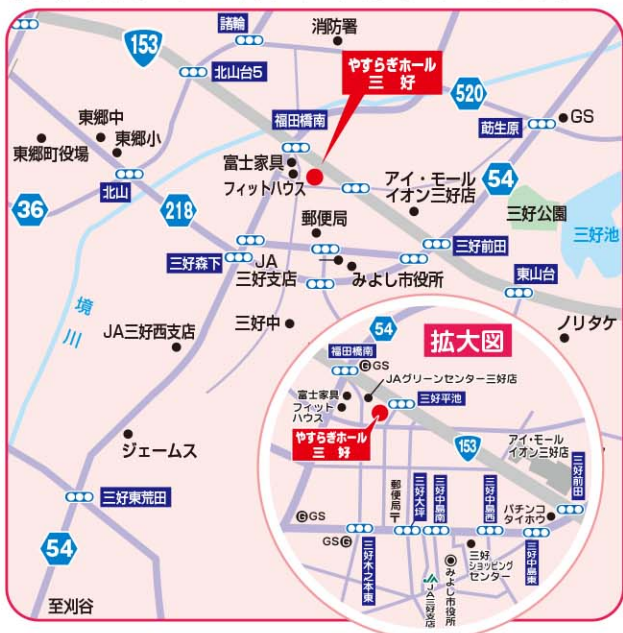 諸輪
消防署
153
北山台5
やすらぎホール
三 好
520
福田橋南
莇生原
GS
東郷中
東郷小
東郷町役場
富士家具
フィットハウス
アイ・モール
イオン三好店
54
三好公園
三好池
北山
36
218
郵便局
三好前田
三好森下
JA
三好支店
みよし市役所
東山台
境川
JA三好西支店
三好中
ノリタケ
ジェームス
三好東荒田
54
至刈谷
拡大図
54
福田橋南
GGS
JAグリーンセンター三好店
富士家具
フィット
ハウス
三好平池
やすらぎホール
三 好
153
アイ・モール
イオン三好店
三好前田
郵便局
〒
三好大坪
三好中島南
三好中島西
パチンコ
タイホウ
GGS
GSG
三好木之本東
JA三好支店
みよし市役所
三好
ショッピング
センター
三好中島東